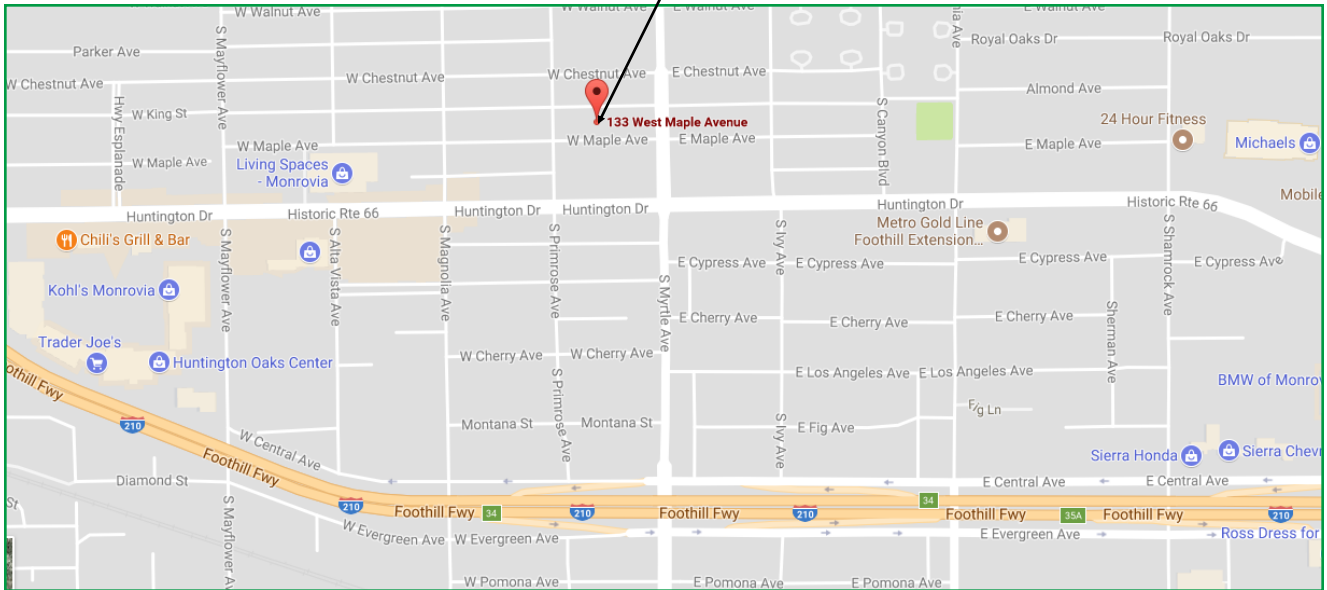 W Walnut Ave
E Walnut Ave
E Walnut Ave
W Walnut Ave
Parker Ave
Royal Oaks Dr
Royal Oaks Dr
W Chestnut Ave
W Chestnut Ave
W Chestnut Ave
E Chestnut Ave
Almond Ave
S Mayflower Ave
Hwy Esplanade
W King St
133 West Maple Avenue
24 Hour Fitness
S Canyon Blvd
W Maple Ave
W Maple Ave
W Maple Ave
E Maple Ave
E Maple Ave
Michaels
Living Spaces
- Monrovia
Huntington Dr
Historic Rte 66
Huntington Dr
Huntington Dr
Huntington Dr
Historic Rte 66
Metro Gold Line
Foothill Extension...
Chili's Grill & Bar
S Mayflower Ave
S Alta Vista Ave
S Magnolia Ave
S Primrose Ave
S Myrtle Ave
S Ivy Ave
S Shamrock Ave
E Cypress Ave
E Cypress Ave
E Cypress Ave
E Cypress Ave
Kohl's Monrovia
E Cherry Ave
E Cherry Ave
E Cherry Ave
Sherman Ave
Trader Joe's
Huntington Oaks Center
W Cherry Ave
W Cherry Ave
E Los Angeles Ave
E Los Angeles Ave
BMW of Monrov
othill Fwy
S Primrose Ave
210
Montana St
Montana St
S Ivy Ave
E Fig Ave
Fig Ln
W Central Ave
Foothill Fwy
Sierra Honda
Sierra Chevr
Diamond St
E Central Ave
E Central Ave
St
S Mayflower Av
210
Foothill Fwy
34
210
Foothill Fwy
210
34
Foothill Fwy
35A
Foothill Fwy
210
W Evergreen Ave
W Evergreen Ave
E Evergreen Ave
Ross Dress for
W Pomona Ave
E Pomona Ave
E Pomona Ave